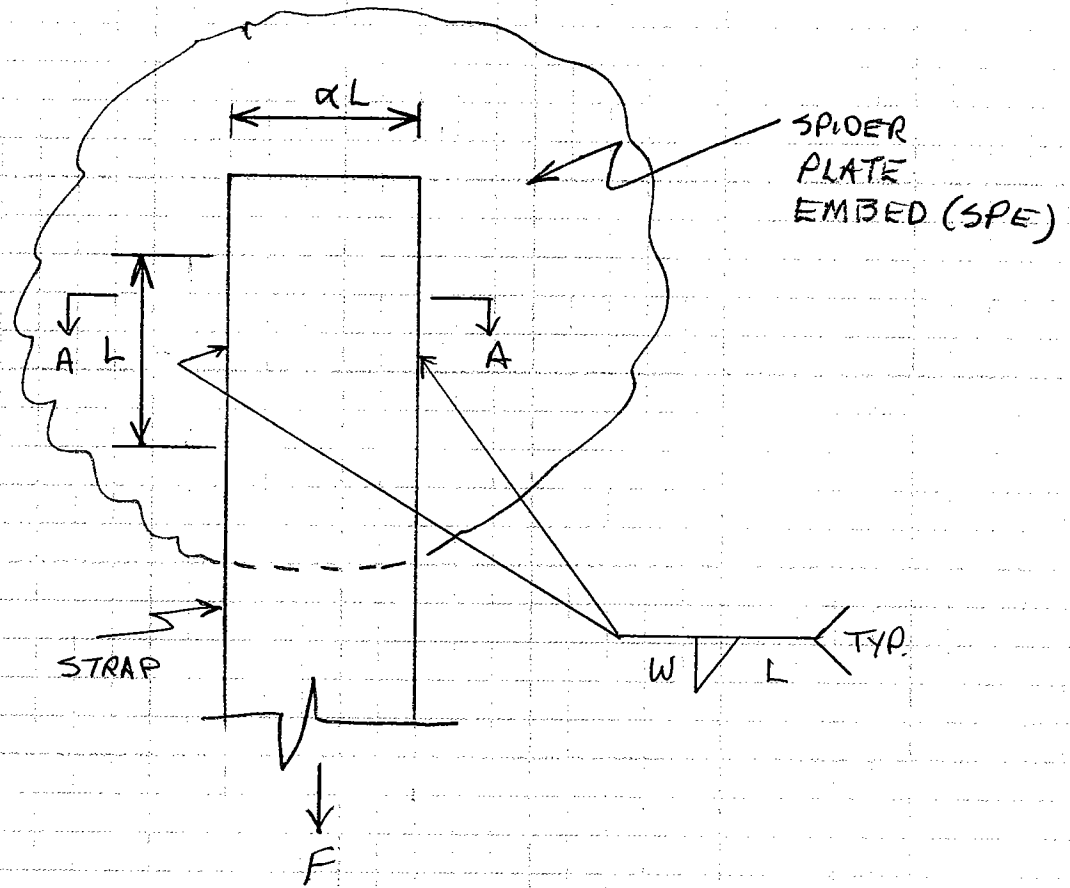 αL
SPIDER
PLATE
EMBED (SPE)
A
L
A
STRAP
W
L
TYP.
F